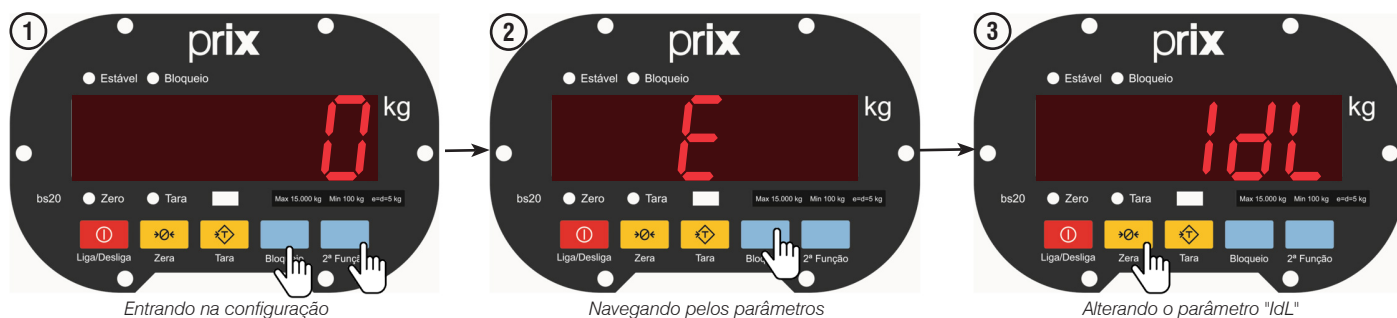 1
prix
Estável Bloqueio
0 kg
bs20 Zero Tara Max 15.000 kg Min 100 kg e=d=5 kg
Liga/Desliga Zera Tara Bloqueio 2ª Função
Entrando na configuração
2
prix
Estável Bloqueio
E kg
bs20 Zero Tara Max 15.000 kg Min 100 kg e=d=5 kg
Liga/Desliga Zera Tara 2ª Função
Navegando pelos parâmetros
3
prix
Estável Bloqueio
IdL kg
bs20 Zero Tara Max 15.000 kg Min 100 kg e=d=5 kg
Liga/Desliga Zera Tara Bloqueio 2ª Função
Alterando o parâmetro "IdL"